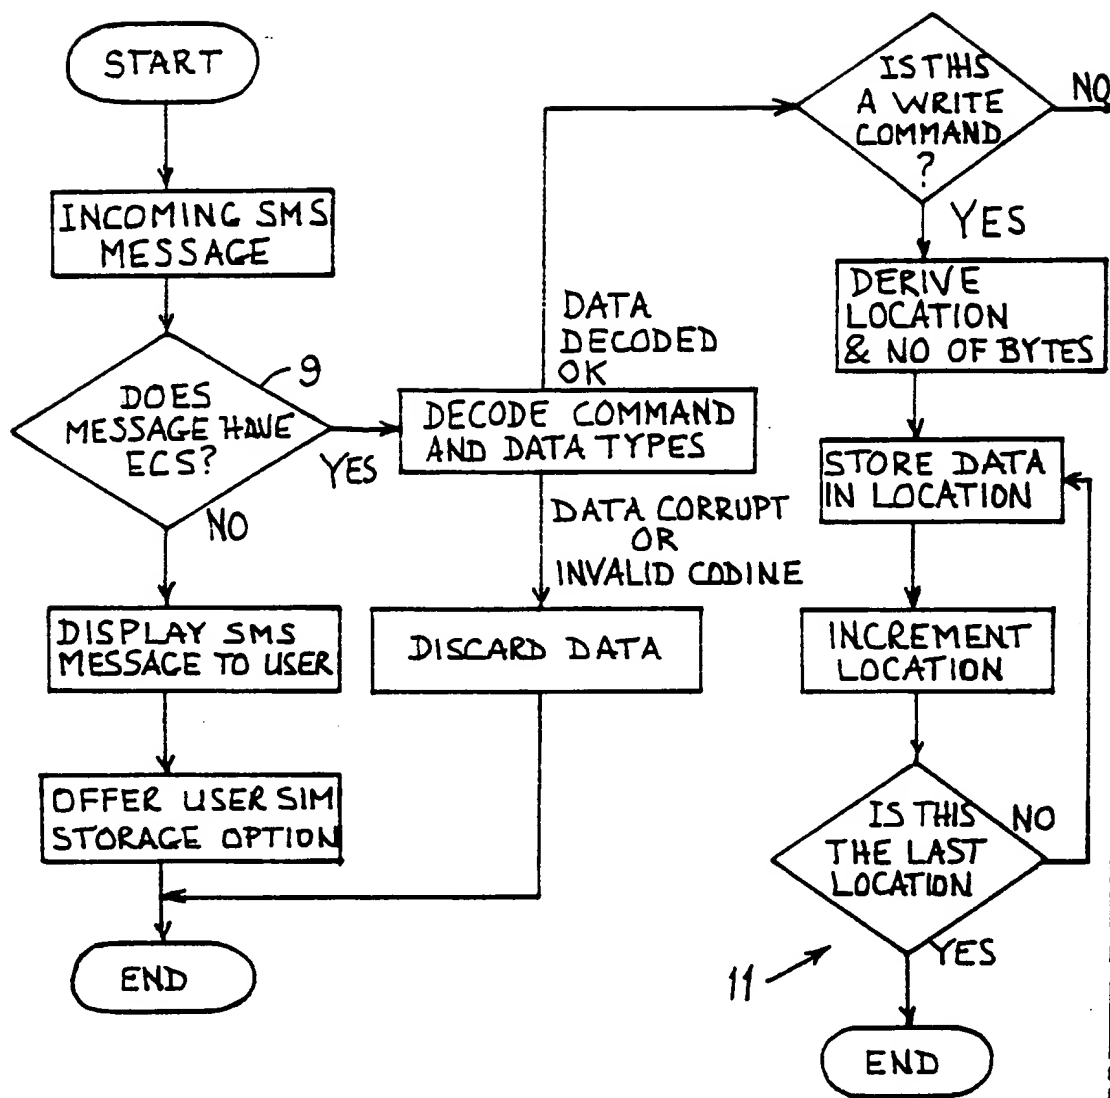 START
INCOMING SMS
MESSAGE
9
DOES
MESSAGE HAVE
ECS?
YES
NO
DISPLAY SMS
MESSAGE TO USER
OFFER USER SIM
STORAGE OPTION
END
DATA
DECODED
OK
DECODE COMMAND
AND DATA TYPES
DATA CORRUPT
OR
INVALID CODINE
DISCARD DATA
IS THIS
A WRITE
COMMAND
?
NO
YES
DERIVE
LOCATION
& NO OF BYTES
STORE DATA
IN LOCATION
INCREMENT
LOCATION
IS THIS
THE LAST
LOCATION
NO
YES
11
END